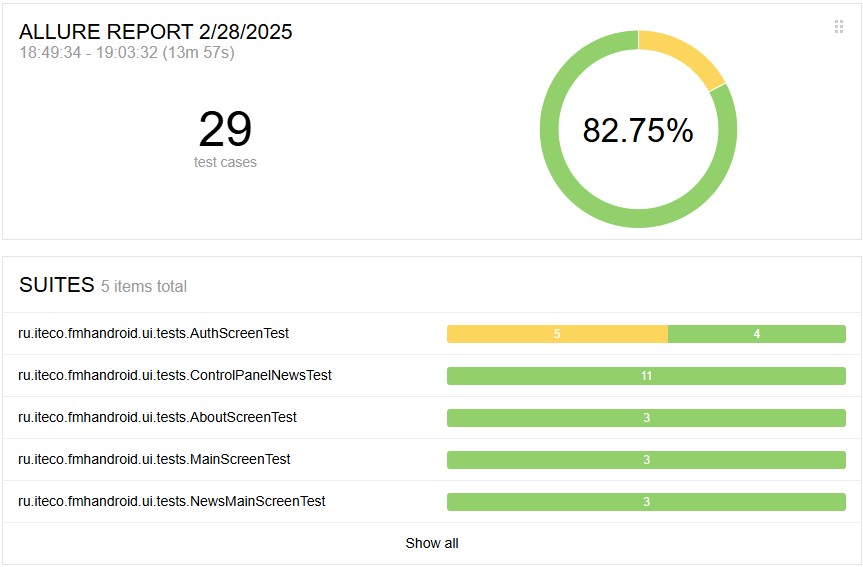 ALLURE REPORT 2/28/2025
18:49:34 - 19:03:32 (13m 57s)
29
test cases
82.75%
SUITES 5 items total
ru.iteco.fmhandroid.ui.tests.AuthScreenTest 5 4
ru.iteco.fmhandroid.ui.tests.ControlPanelNewsTest 11
ru.iteco.fmhandroid.ui.tests.AboutScreenTest 3
ru.iteco.fmhandroid.ui.tests.MainScreenTest 3
ru.iteco.fmhandroid.ui.tests.NewsMainScreenTest 3
Show all